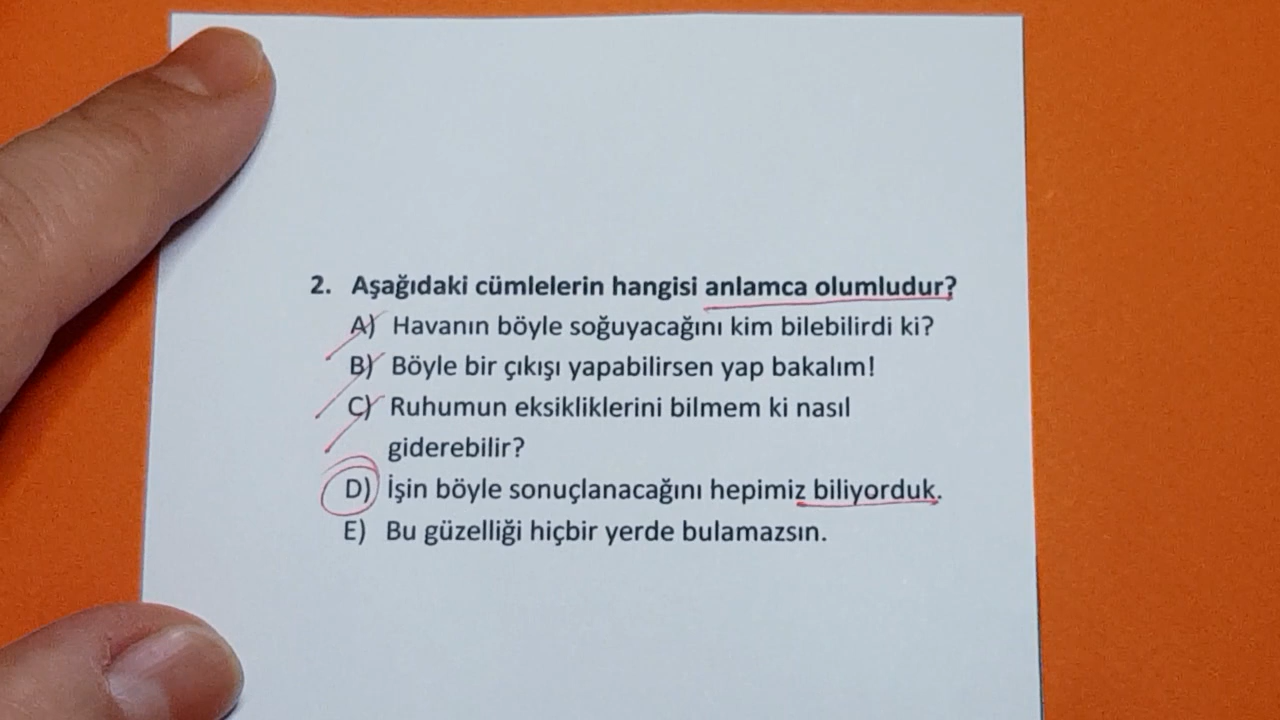 2. Aşağıdaki cümlelerin hangisi anlamca olumludur?
A) Havanın böyle soğuyacağını kim bilebilirdi ki?
B) Böyle bir çıkışı yapabilirsen yap bakalım!
C) Ruhumun eksikliklerini bilmem ki nasıl
giderebilir?
D) İşin böyle sonuçlanacağını hepimiz biliyorduk.
E) Bu güzelliği hiçbir yerde bulamazsın.